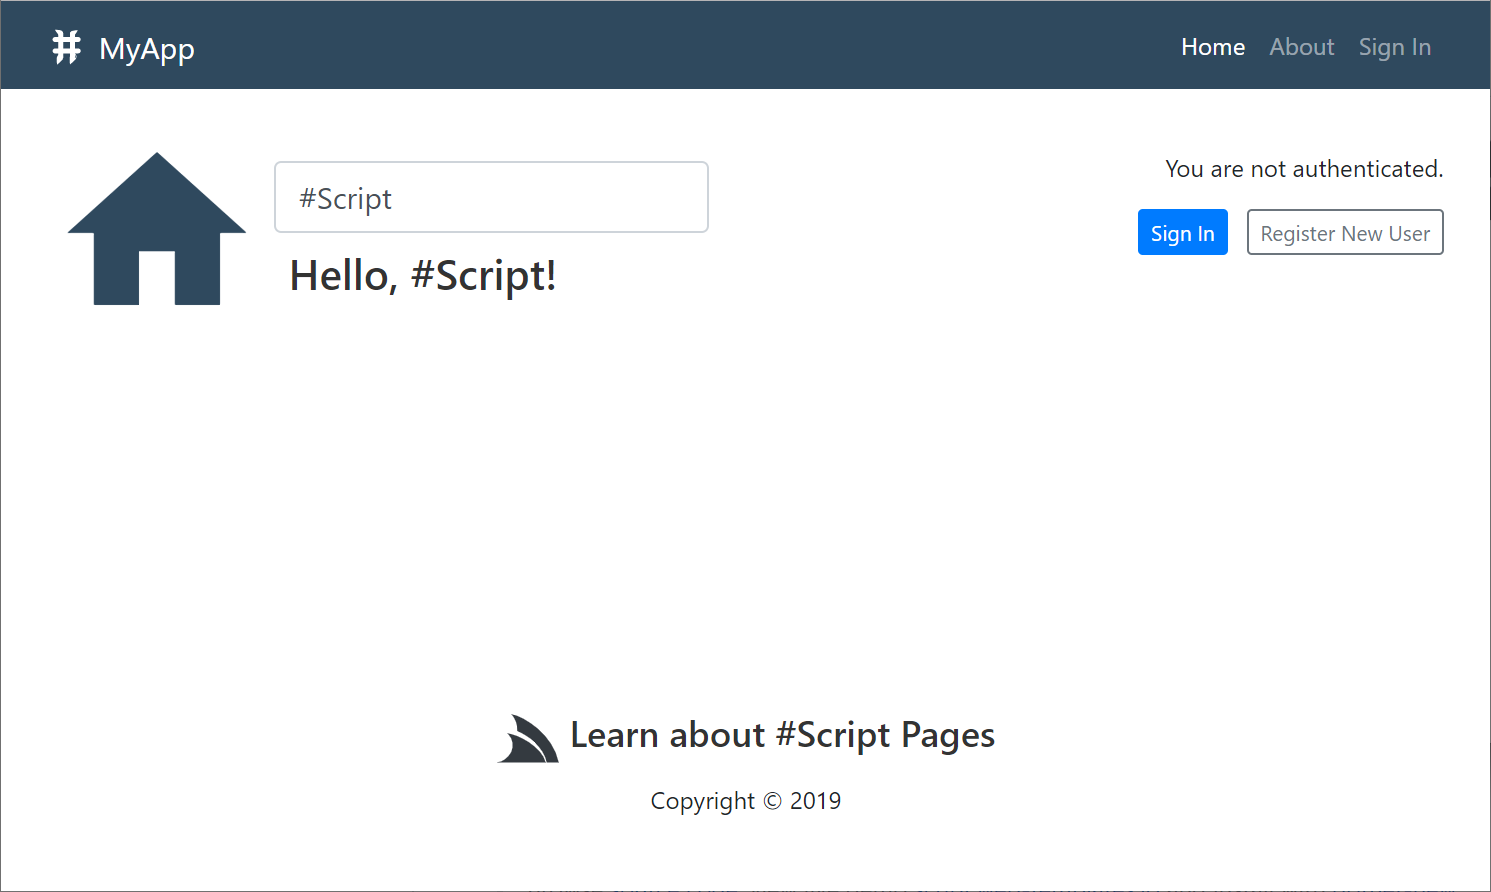 MyApp
Home About Sign In
#Script
Hello, #Script!
You are not authenticated.
Sign In Register New User
Learn about #Script Pages
Copyright © 2019